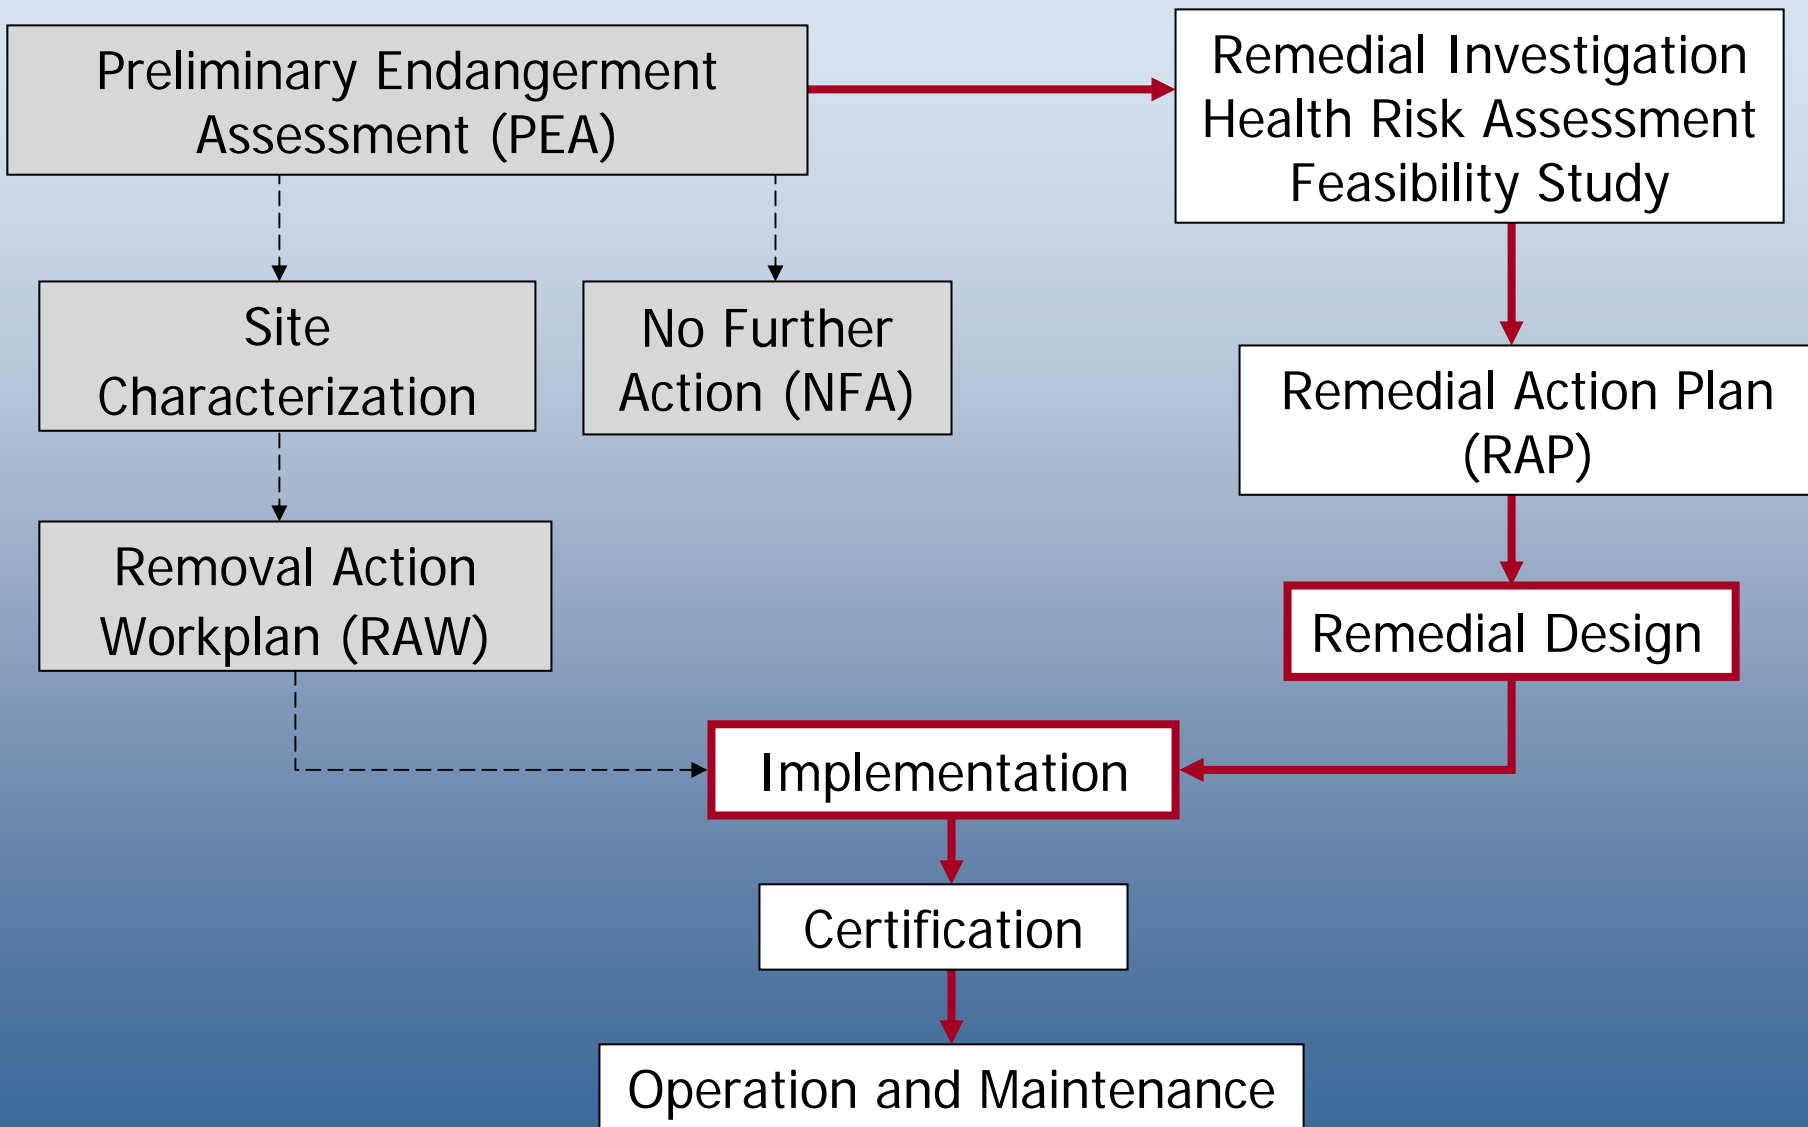 Preliminary Endangerment
Assessment (PEA)
Remedial Investigation
Health Risk Assessment
Feasibility Study
Site
Characterization
No Further
Action (NFA)
Remedial Action Plan
(RAP)
Removal Action
Workplan (RAW)
Remedial Design
Implementation
Certification
Operation and Maintenance